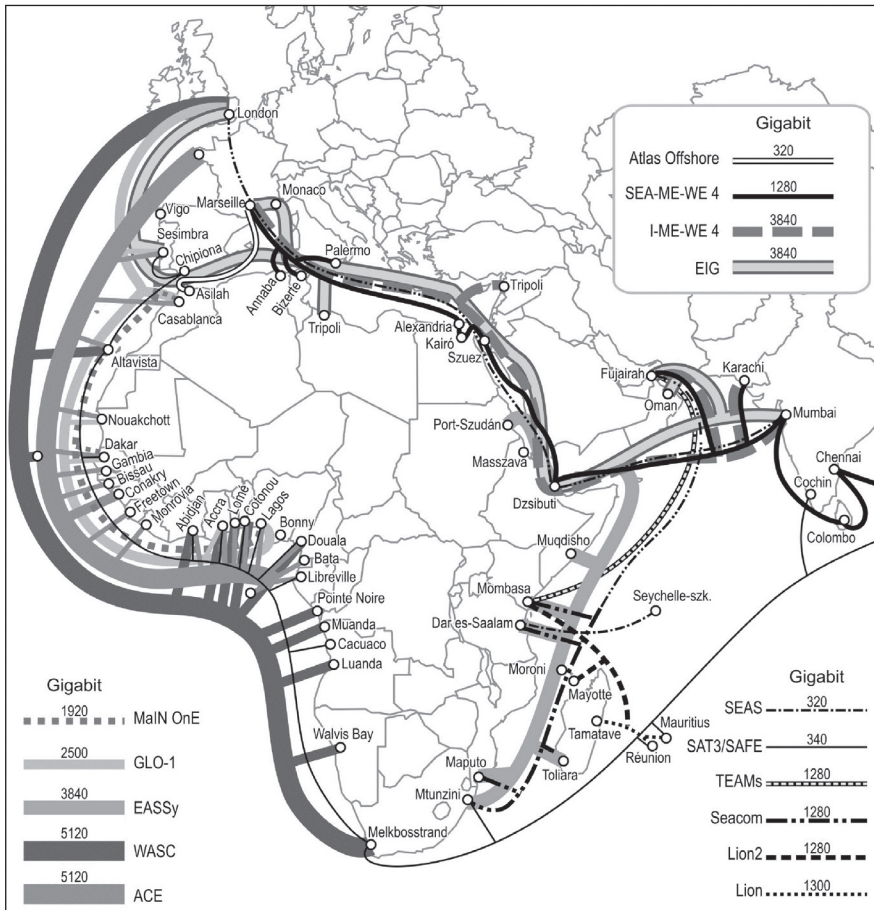 London
Marseille
Monaco
Vigo
Sesimbra
Chipiona
Asilah
Casablanca
Annaba
Bizerte
Palermo
Tripoli
Tripoli
Alexandria
Kairó
Szuez
Altavista
Nouakchott
Dakar
Gambia
Bissau
Conakry
Freetown
Monrovia
Abidjan
Accra
Lomé
Cotonou
Lagos
Bonny
Douala
Bata
Libreville
Pointe Noire
Muanda
Cacuaco
Luanda
Walvis Bay
Melkbosstrand
Port-Szudán
Masszava
Dzsibuti
Fujairah
Oman
Karachi
Mumbai
Chennai
Cochin
Colombo
Muqdisho
Mombasa
Dar es-Saalam
Seychelle-szk.
Moroni
Mayotte
Tamatave
Mauritius
Réunion
Toliara
Maputo
Mtunzini
Gigabit
Atlas Offshore 320
SEA-ME-WE 4 1280
I-ME-WE 4 3840
EIG 3840
Gigabit
1920 MaIN OnE
2500 GLO-1
3840 EASSy
5120 WASC
5120 ACE
Gigabit
SEAS 320
SAT3/SAFE 340
TEAMs 1280
Seacom 1280
Lion2 1280
Lion 1300